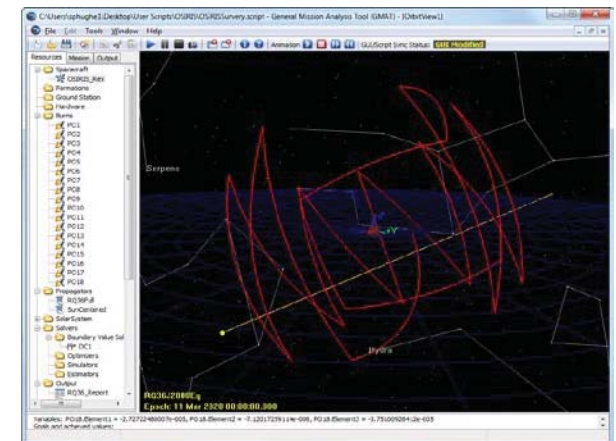 C:\Users\sphughe1\Desktop\User Scripts\OSIRIS\OSIRISSurvery.script - General Mission Analysis Tool (GMAT) - [OrbitView1]
File Edit Tools Window Help
Animation GUI/Script Sync Status: GUI Modified
Resources Mission Output
Spacecraft
OSIRIS_Rex
Formations
Ground Station
Hardware
Burns
PC1
PC2
PC3
PC4
PC5
PC6
PC7
PC8
PC9
PC10
PC11
PC12
PC13
PC14
PC15
PC16
PC17
PC18
Propagators
RQ36Full
SunCentered
SolarSystem
Solvers
Boundary Value Sol
DC1
Optimizers
Simulators
Estimators
Output
RQ36_Report
Serpens
+Y
Hydra
RQ36J2000Eq
Epoch: 11 Mar 2020 00:00:00.000
Goals and achieved values: